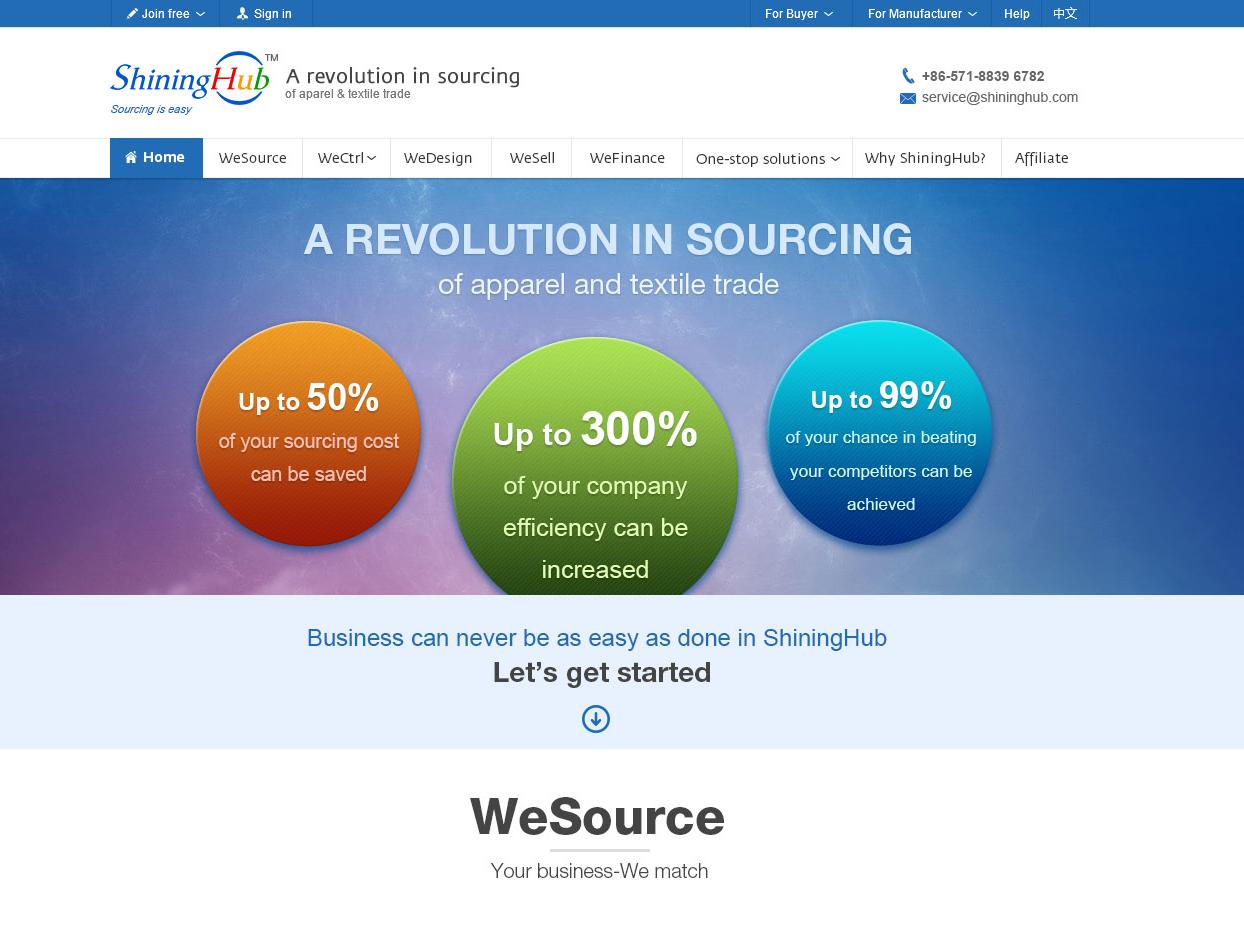 Join free
Sign in
For Buyer
For Manufacturer
Help
中文
ShiningHub™
Sourcing is easy
A revolution in sourcing
of aparel & textile trade
+86-571-8839 6782
service@shininghub.com
Home
WeSource
WeCtrl
WeDesign
WeSell
WeFinance
One-stop solutions
Why ShiningHub?
Affiliate
A REVOLUTION IN SOURCING
of apparel and textile trade
Up to 50%
of your sourcing cost
can be saved
Up to 300%
of your company
efficiency can be
increased
Up to 99%
of your chance in beating
your competitors can be
achieved
Business can never be as easy as done in ShiningHub
Let’s get started
WeSource
Your business-We match